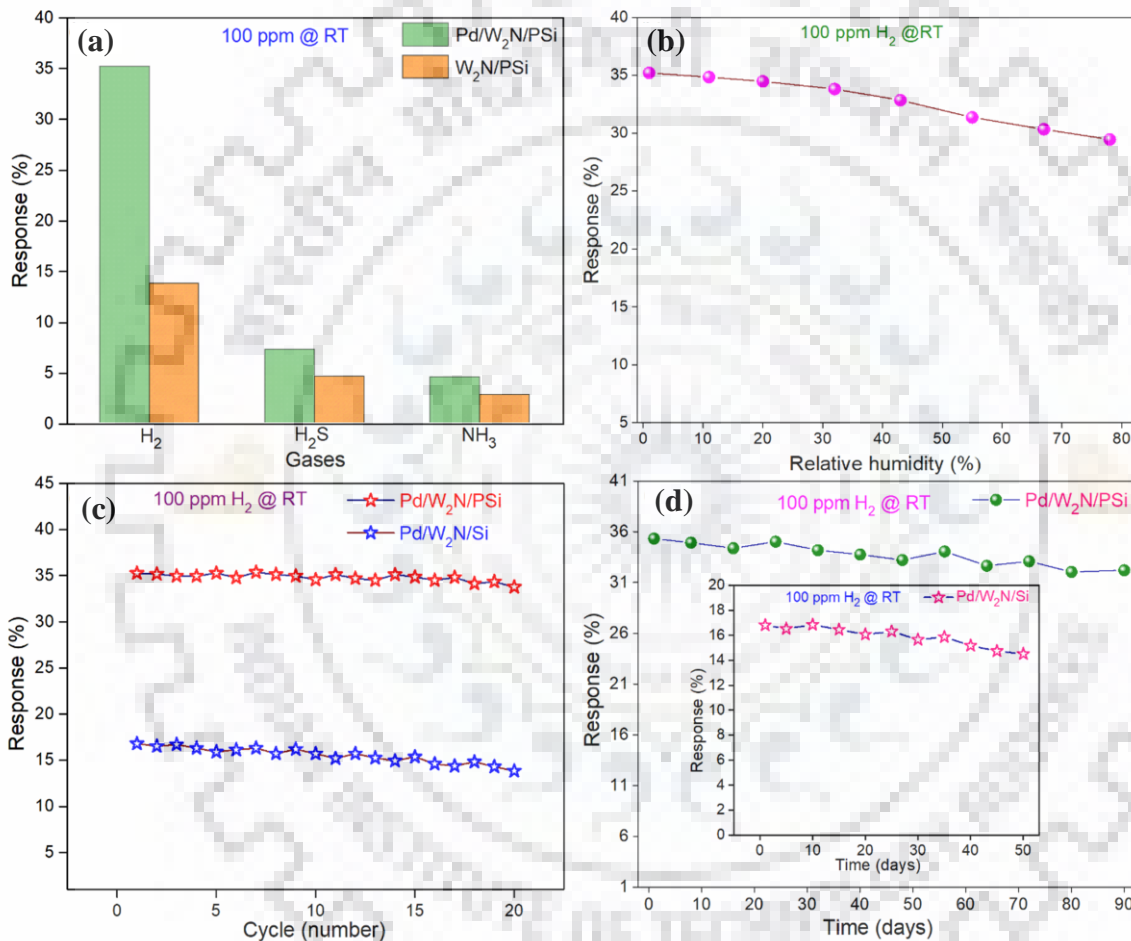 (a)
100 ppm @ RT
Pd/W₂N/PSi
W₂N/PSi
40
35
30
25
20
15
10
5
0
Response (%)
H₂ H₂S NH₃
Gases
(b)
100 ppm H₂ @RT
40
35
30
25
20
15
10
5
Response (%)
0 10 20 30 40 50 60 70 80
Relative humidity (%)
(c)
100 ppm H₂ @ RT
Pd/W₂N/PSi
Pd/W₂N/Si
45
40
35
30
25
20
15
10
5
Response (%)
0 5 10 15 20
Cycle (number)
(d)
100 ppm H₂ @ RT
Pd/W₂N/PSi
41
36
31
26
21
16
11
6
1
Response (%)
100 ppm H₂ @ RT
Pd/W₂N/Si
20
18
16
14
12
10
8
6
4
2
0
Response (%)
0 10 20 30 40 50
Time (days)
0 10 20 30 40 50 60 70 80 90
Time (days)